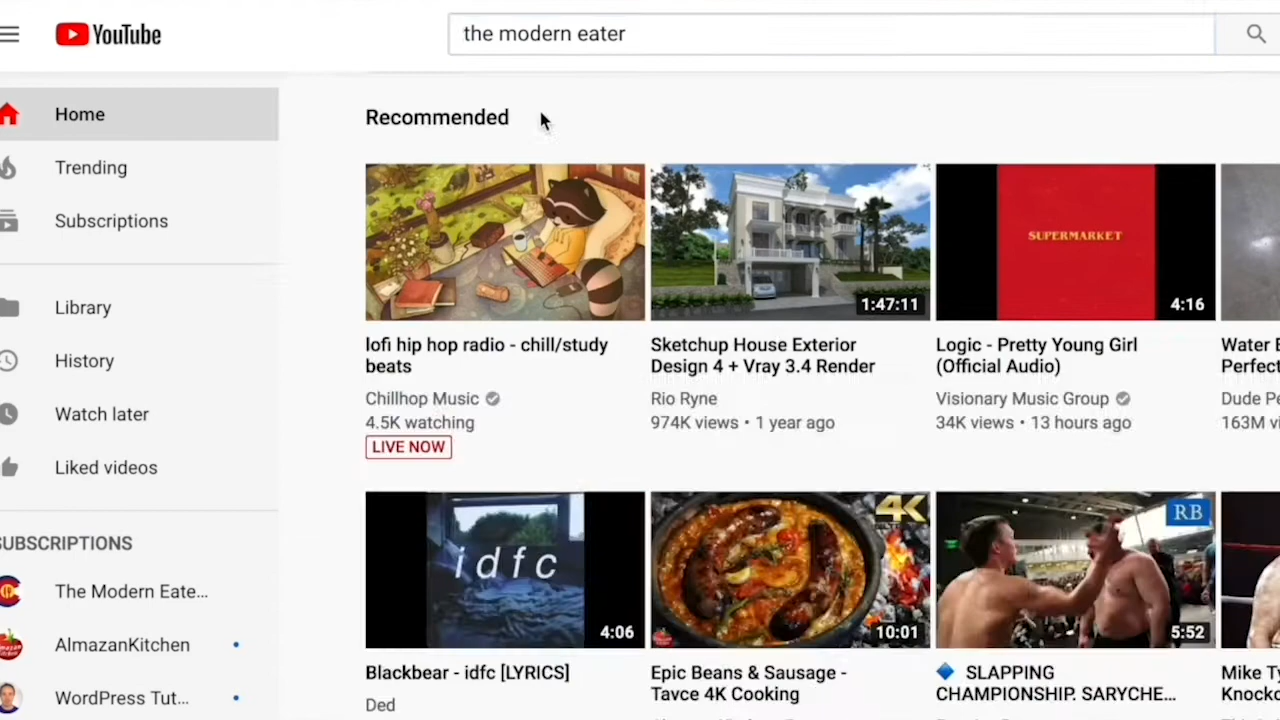 YouTube
the modern eater
Home
Trending
Subscriptions
Library
History
Watch later
Liked videos
SUBSCRIPTIONS
The Modern Eate...
AlmazanKitchen
WordPress Tut...
Recommended
1:47:11
SUPERMARKET
4:16
lofi hip hop radio - chill/study
beats
Chillhop Music
4.5K watching
LIVE NOW
Sketchup House Exterior
Design 4 + Vray 3.4 Render
Rio Ryne
974K views • 1 year ago
Logic - Pretty Young Girl
(Official Audio)
Visionary Music Group
34K views • 13 hours ago
Water
Perfect
Dude Pe
163M vi
idfc
4:06
4K
10:01
RB
5:52
Blackbear - idfc [LYRICS]
Ded
Epic Beans & Sausage -
Tavce 4K Cooking
SLAPPING
CHAMPIONSHIP. SARYCHE...
Mike Ty
Knocko